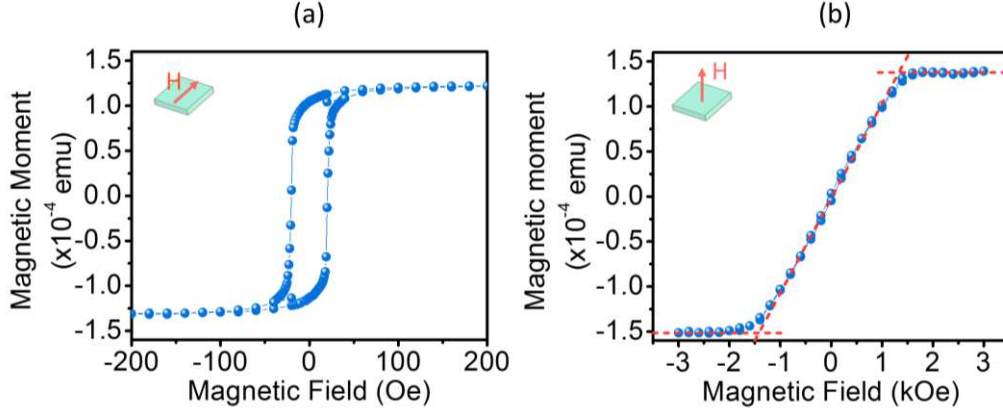 (a)
(b)
H
H
1.5
1.0
0.5
0.0
-0.5
-1.0
-1.5
Magnetic Moment
(x10⁻⁴ emu)
-200 -100 0 100 200
Magnetic Field (Oe)
1.5
1.0
0.5
0.0
-0.5
-1.0
-1.5
Magnetic moment
(x10⁻⁴ emu)
-3 -2 -1 0 1 2 3
Magnetic Field (kOe)